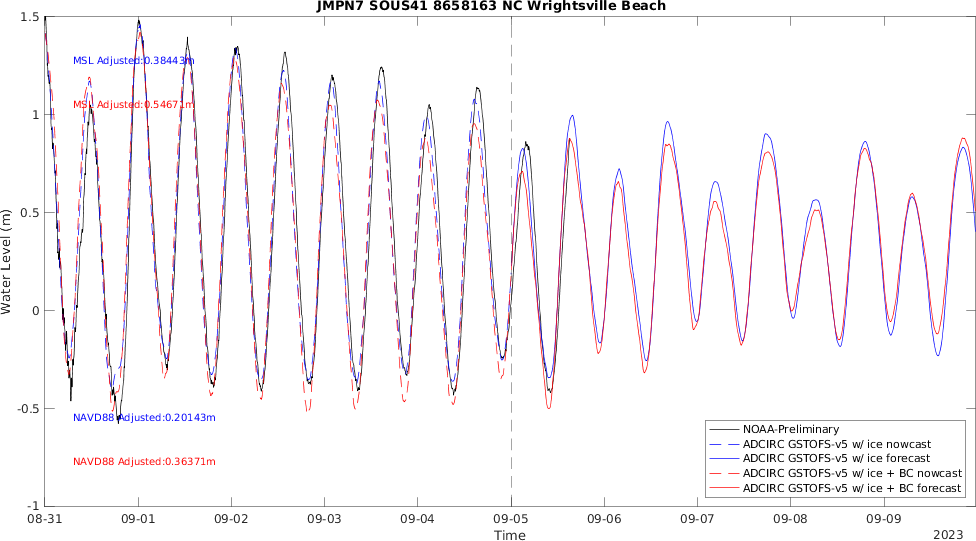 JMPN7 SOUS41 8658163 NC Wrightsville Beach
1.5
1
0.5
0
-0.5
-1
Water Level (m)
MSL Adjusted:0.38443m
MSL Adjusted:0.54671m
NAVD88 Adjusted:0.20143m
NAVD88 Adjusted:0.36371m
NOAA-Preliminary
ADCIRC GSTOFS-v5 w/ ice nowcast
ADCIRC GSTOFS-v5 w/ ice forecast
ADCIRC GSTOFS-v5 w/ ice + BC nowcast
ADCIRC GSTOFS-v5 w/ ice + BC forecast
08-31 09-01 09-02 09-03 09-04 09-05 09-06 09-07 09-08 09-09
Time
2023